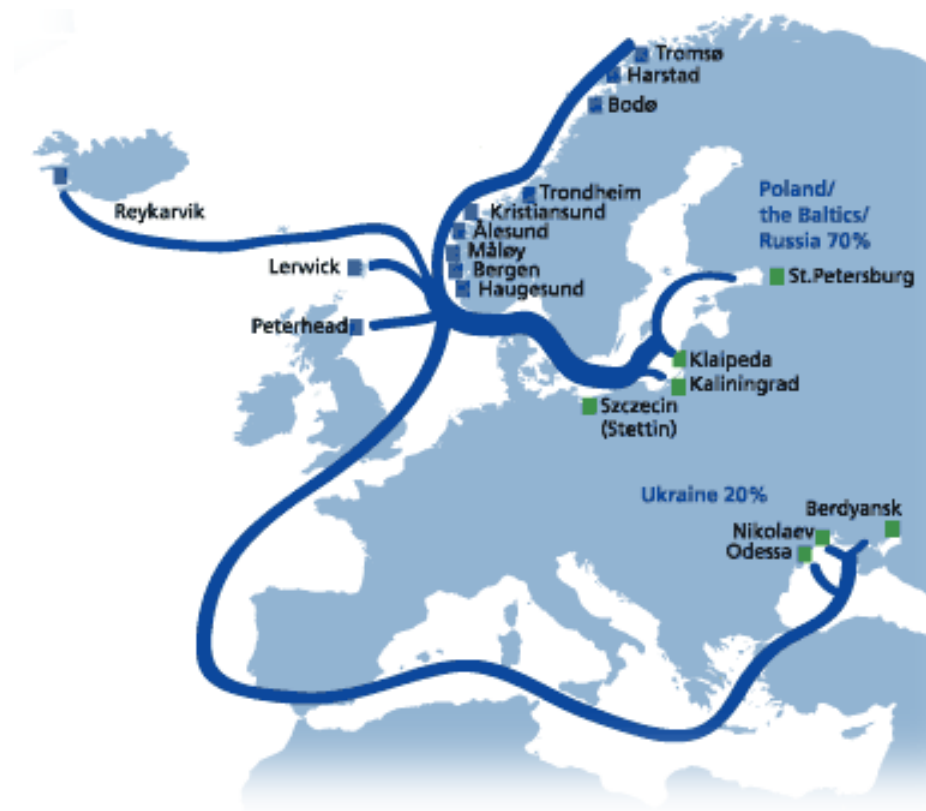 Tromsø
Harstad
Bodø
Trondheim
Kristiansund
Ålesund
Måløy
Bergen
Haugesund
Reykarvik
Lerwick
Peterhead
Poland/
the Baltics/
Russia 70%
St.Petersburg
Klaipeda
Kaliningrad
Szczecin
(Stettin)
Ukraine 20%
Berdyansk
Nikolaev
Odessa